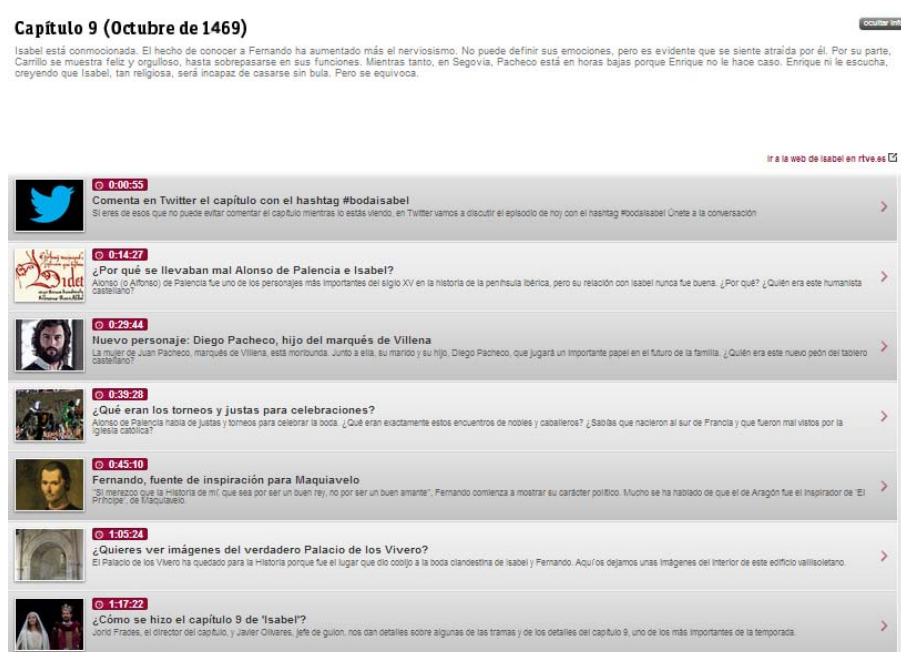 Capítulo 9 (Octubre de 1469)
ocultar info
Isabel está conmocionada. El hecho de conocer a Fernando ha aumentado más el nerviosismo. No puede definir sus emociones, pero es evidente que se siente atraída por él. Por su parte,
Carrillo se muestra feliz y orgulloso, hasta sobrepasarse en sus funciones. Mientras tanto, en Segovia, Pacheco está en horas bajas porque Enrique no le hace caso. Enrique ni le escucha,
creyendo que Isabel, tan religiosa, será incapaz de casarse sin bula. Pero se equivoca.
Ir a la web de Isabel en rtve.es
0:00:55
Comenta en Twitter el capítulo con el hashtag #bodaisabel
Si eres de esos que no puede evitar comentar el capítulo mientras lo estás viendo, en Twitter vamos a discutir el episodio de hoy con el hashtag #bodaisabel Únete a la conversación
0:14:27
¿Por qué se llevaban mal Alonso de Palencia e Isabel?
Alonso (o Alfonso) de Palencia fue uno de los personajes más importantes del siglo XV en la historia de la península ibérica, pero su relación con Isabel nunca fue buena. ¿Por qué? ¿Quién era este humanista
castellano?
0:29:44
Nuevo personaje: Diego Pacheco, hijo del marqués de Villena
La mujer de Juan Pacheco, marqués de Villena, está moribunda. Junto a ella, su marido y su hijo, Diego Pacheco, que jugará un importante papel en el futuro de la familia. ¿Quién era este nuevo peón del tablero
castellano?
0:39:28
¿Qué eran los torneos y justas para celebraciones?
Alonso de Palencia habla de justas y torneos para celebrar la boda. ¿Qué eran exactamente estos encuentros de nobles y caballeros? ¿Sabías que nacieron al sur de Francia y que fueron mal vistos por la
Iglesia católica?
0:45:10
Fernando, fuente de inspiración para Maquiavelo
"Si merezco que la Historia de mí, que sea por ser un buen rey, no por ser un buen amante", Fernando comienza a mostrar su carácter político. Mucho se ha hablado de que el de Aragón fue el inspirador de 'El
Príncipe', de Maquiavelo.
1:05:24
¿Quieres ver imágenes del verdadero Palacio de los Vivero?
El Palacio de los Vivero ha quedado para la Historia porque fue el lugar que dio cobijo a la boda clandestina de Isabel y Fernando. Aquí os dejamos unas imágenes del interior de este edificio vallisoletano.
1:17:22
¿Cómo se hizo el capítulo 9 de 'Isabel'?
Jorid Frades, el director del capítulo, y Javier Olivares, jefe de guion, nos dan detalles sobre algunas de las tramas y de los detalles del capítulo 9, uno de los más importantes de la temporada.